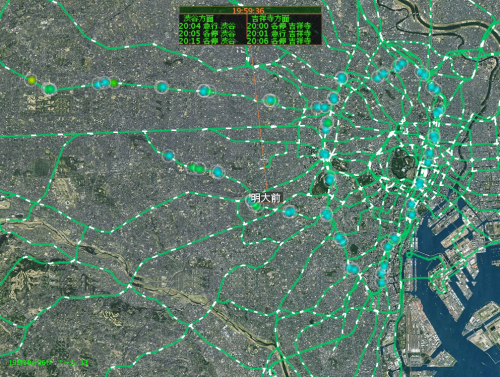 19:59:36
渋谷方面 吉祥寺方面
20:04 急行 渋谷 20:00 各停 吉祥寺
20:05 各停 渋谷 20:01 急行 吉祥寺
20:15 各停 渋谷 20:06 各停 吉祥寺
明大前